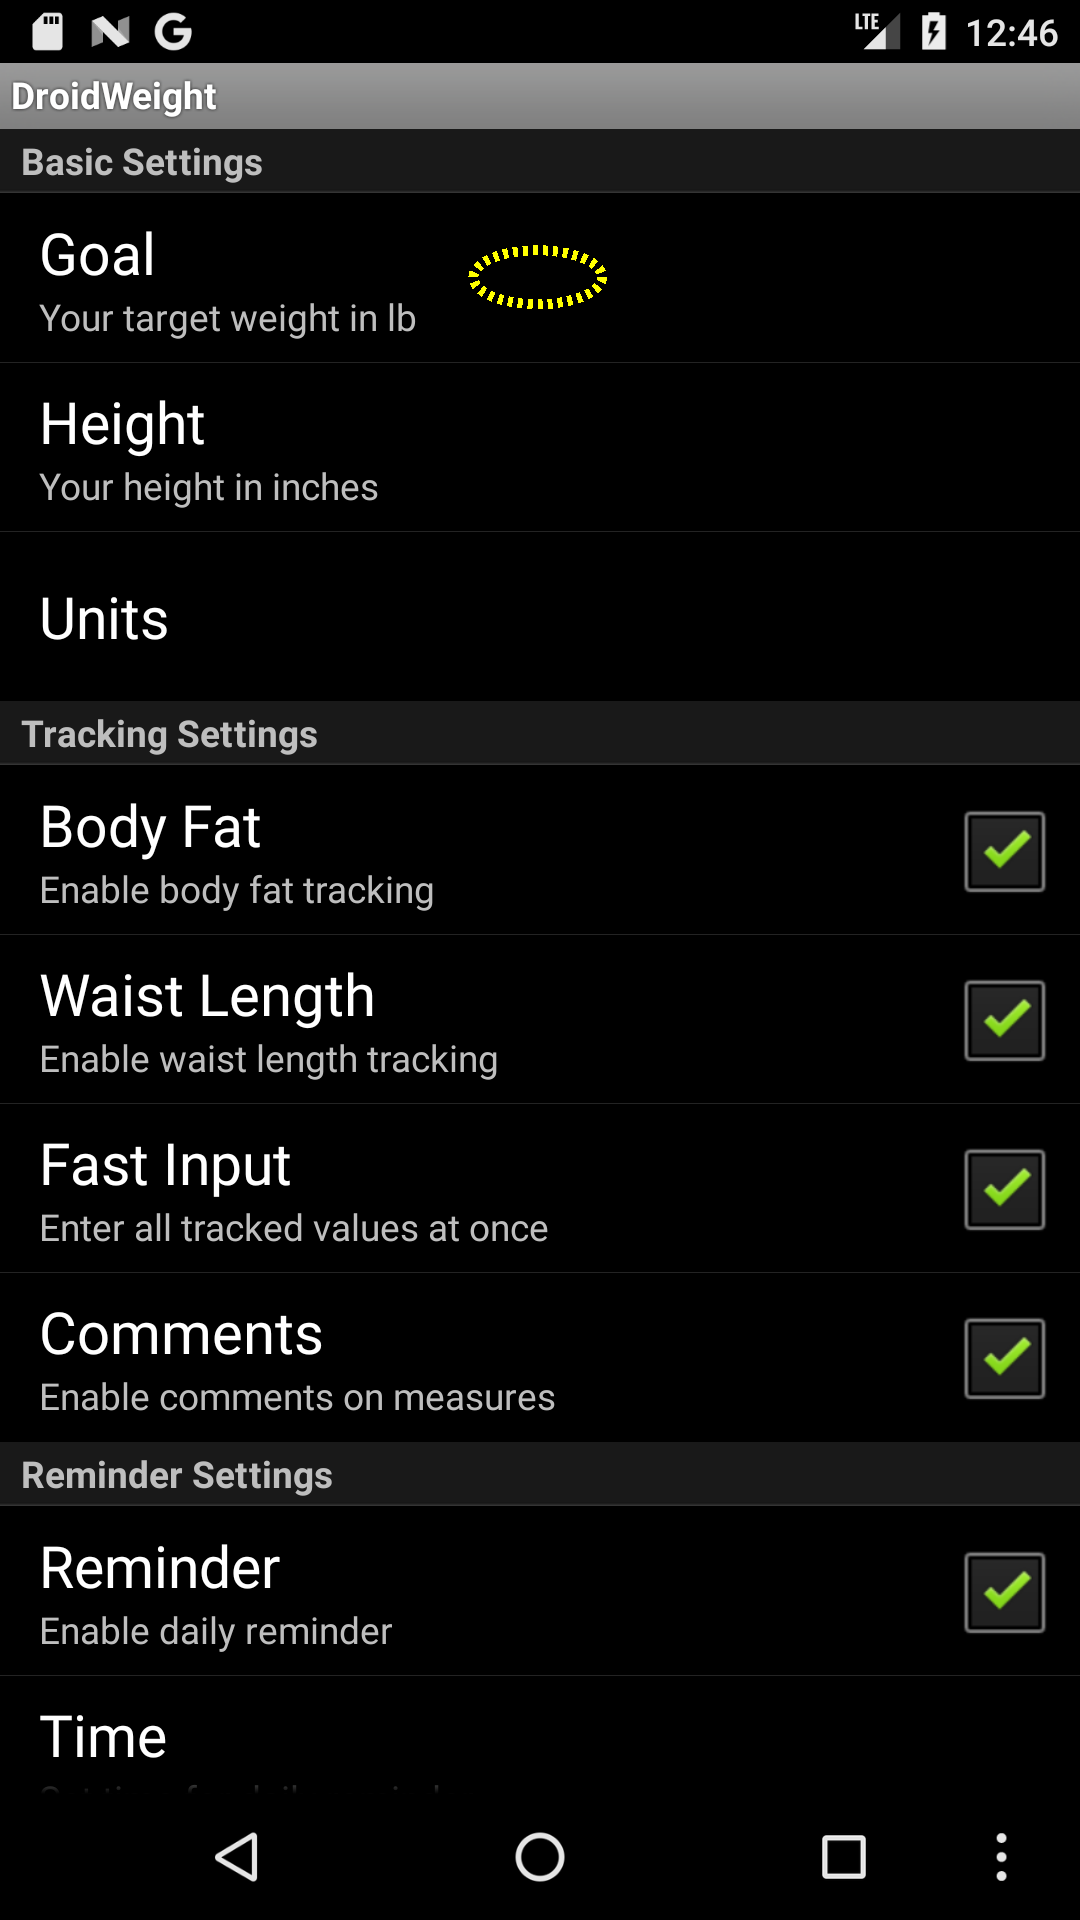 LTE 12:46
DroidWeight
Basic Settings
Goal
Your target weight in lb
Height
Your height in inches
Units
Tracking Settings
Body Fat
Enable body fat tracking
Waist Length
Enable waist length tracking
Fast Input
Enter all tracked values at once
Comments
Enable comments on measures
Reminder Settings
Reminder
Enable daily reminder
Time